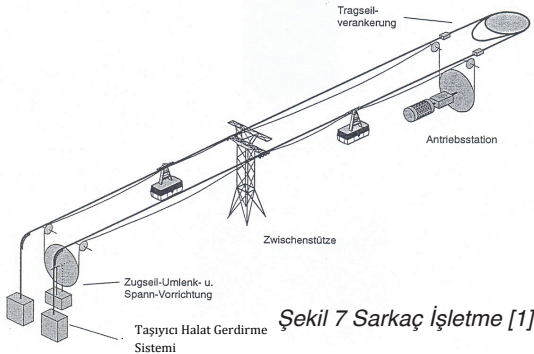 Tragseil-
verankerung
Antriebsstation
Zwischenstütze
Zugseil-Umlenk- u.
Spann-Vorrichtung
Taşıyıcı Halat Gerdirme
Sistemi
Şekil 7 Sarkaç İşletme [1]